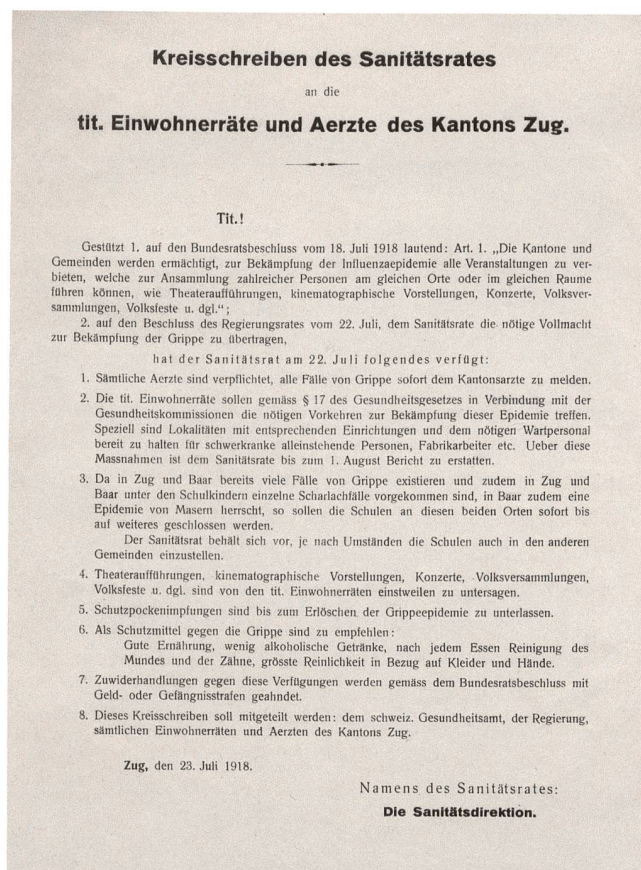 Kreisschreiben des Sanitätsrates
an die
tit. Einwohnerräte und Aerzte des Kantons Zug.
Tit.!
Gestützt 1. auf den Bundesratsbeschluss vom 18. Juli 1918 lautend: Art. 1. „Die Kantone und
Gemeinden werden ermächtigt, zur Bekämpfung der Influenzaepidemie alle Veranstaltungen zu ver-
bieten, welche zur Ansammlung zahlreicher Personen am gleichen Orte oder im gleichen Raume
führen können, wie Theateraufführungen, kinematographische Vorstellungen, Konzerte, Volksver-
sammlungen, Volksfeste u. dgl.“;
2. auf den Beschluss des Regierungsrates vom 22. Juli, dem Sanitätsrate die nötige Vollmacht
zur Bekämpfung der Grippe zu übertragen,
hat der Sanitätsrat am 22. Juli folgendes verfügt:
1. Sämtliche Aerzte sind verpflichtet, alle Fälle von Grippe sofort dem Kantonsarzte zu melden.
2. Die tit. Einwohnerräte sollen gemäss § 17 des Gesundheitsgesetzes in Verbindung mit der
Gesundheitskommissionen die nötigen Vorkehren zur Bekämpfung dieser Epidemie treffen.
Speziell sind Lokalitäten mit entsprechenden Einrichtungen und dem nötigen Wartpersonal
bereit zu halten für schwerkranke alleinstehende Personen, Fabrikarbeiter etc. Ueber diese
Massnahmen ist dem Sanitätsrate bis zum 1. August Bericht zu erstatten.
3. Da in Zug und Baar bereits viele Fälle von Grippe existieren und zudem in Zug und
Baar unter den Schulkindern einzelne Scharlachfälle vorgekommen sind, in Baar zudem eine
Epidemie von Masern herrscht, so sollen die Schulen an diesen beiden Orten sofort bis
auf weiteres geschlossen werden.
Der Sanitätsrat behält sich vor, je nach Umständen die Schulen auch in den anderen
Gemeinden einzustellen.
4. Theateraufführungen, kinematographische Vorstellungen, Konzerte, Volksversammlungen,
Volksfeste u. dgl. sind von den tit. Einwohnerräten einstweilen zu untersagen.
5. Schutzpockenimpfungen sind bis zum Erlöschen der Grippeepidemie zu unterlassen.
6. Als Schutzmittel gegen die Grippe sind zu empfehlen:
Gute Ernährung, wenig alkoholische Getränke, nach jedem Essen Reinigung des
Mundes und der Zähne, grösste Reinlichkeit in Bezug auf Kleider und Hände.
7. Zuwiderhandlungen gegen diese Verfügungen werden gemäss dem Bundesratsbeschluss mit
Geld- oder Gefängnisstrafen geahndet.
8. Dieses Kreisschreiben soll mitgeteilt werden: dem schweiz. Gesundheitsamt, der Regierung,
sämtlichen Einwohnerräten und Aerzten des Kantons Zug.
Zug, den 23. Juli 1918.
Namens des Sanitätsrates:
Die Sanitätsdirektion.